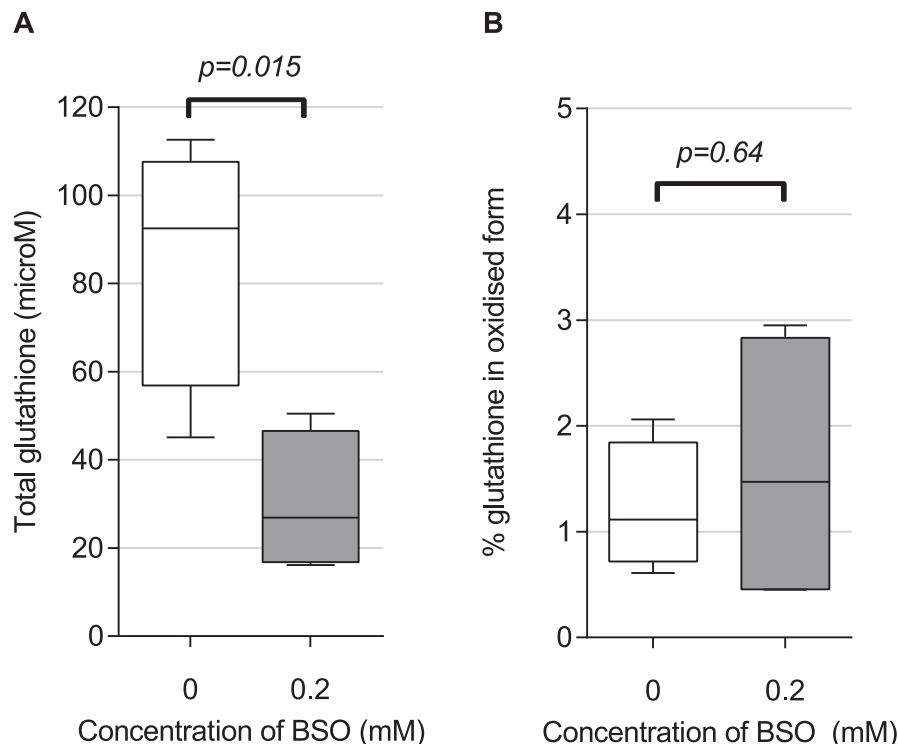 A
p=0.015
120
100
80
60
40
20
0
Total glutathione (microM)
0 0.2
Concentration of BSO (mM)
B
p=0.64
5
4
3
2
1
0
% glutathione in oxidised form
0 0.2
Concentration of BSO (mM)